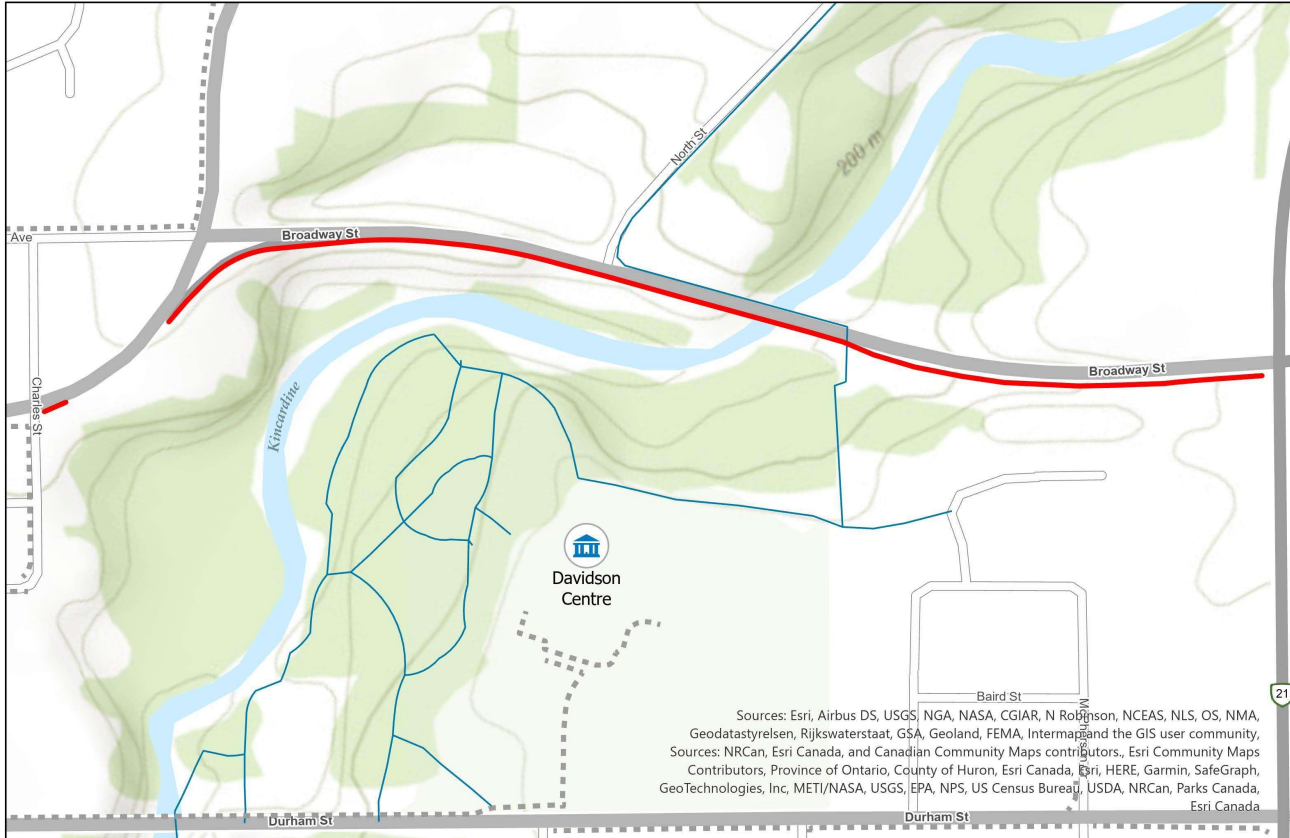 North St
200 m
Ave
Broadway St
Broadway St
Charles St
Kincardine
Davidson
Centre
21
Baird St
Sources: Esri, Airbus DS, USGS, NGA, NASA, CGIAR, N Robinson, NCEAS, NLS, OS, NMA,
Geodatastyrelsen, Rijkswaterstaat, GSA, Geoland, FEMA, Intermap and the GIS user community,
Sources: NRCan, Esri Canada, and Canadian Community Maps contributors., Esri Community Maps
Contributors, Province of Ontario, County of Huron, Esri Canada, Esri, HERE, Garmin, SafeGraph,
GeoTechnologies, Inc, METI/NASA, USGS, EPA, NPS, US Census Bureau, USDA, NRCan, Parks Canada,
Esri Canada
Durham St
Durham St